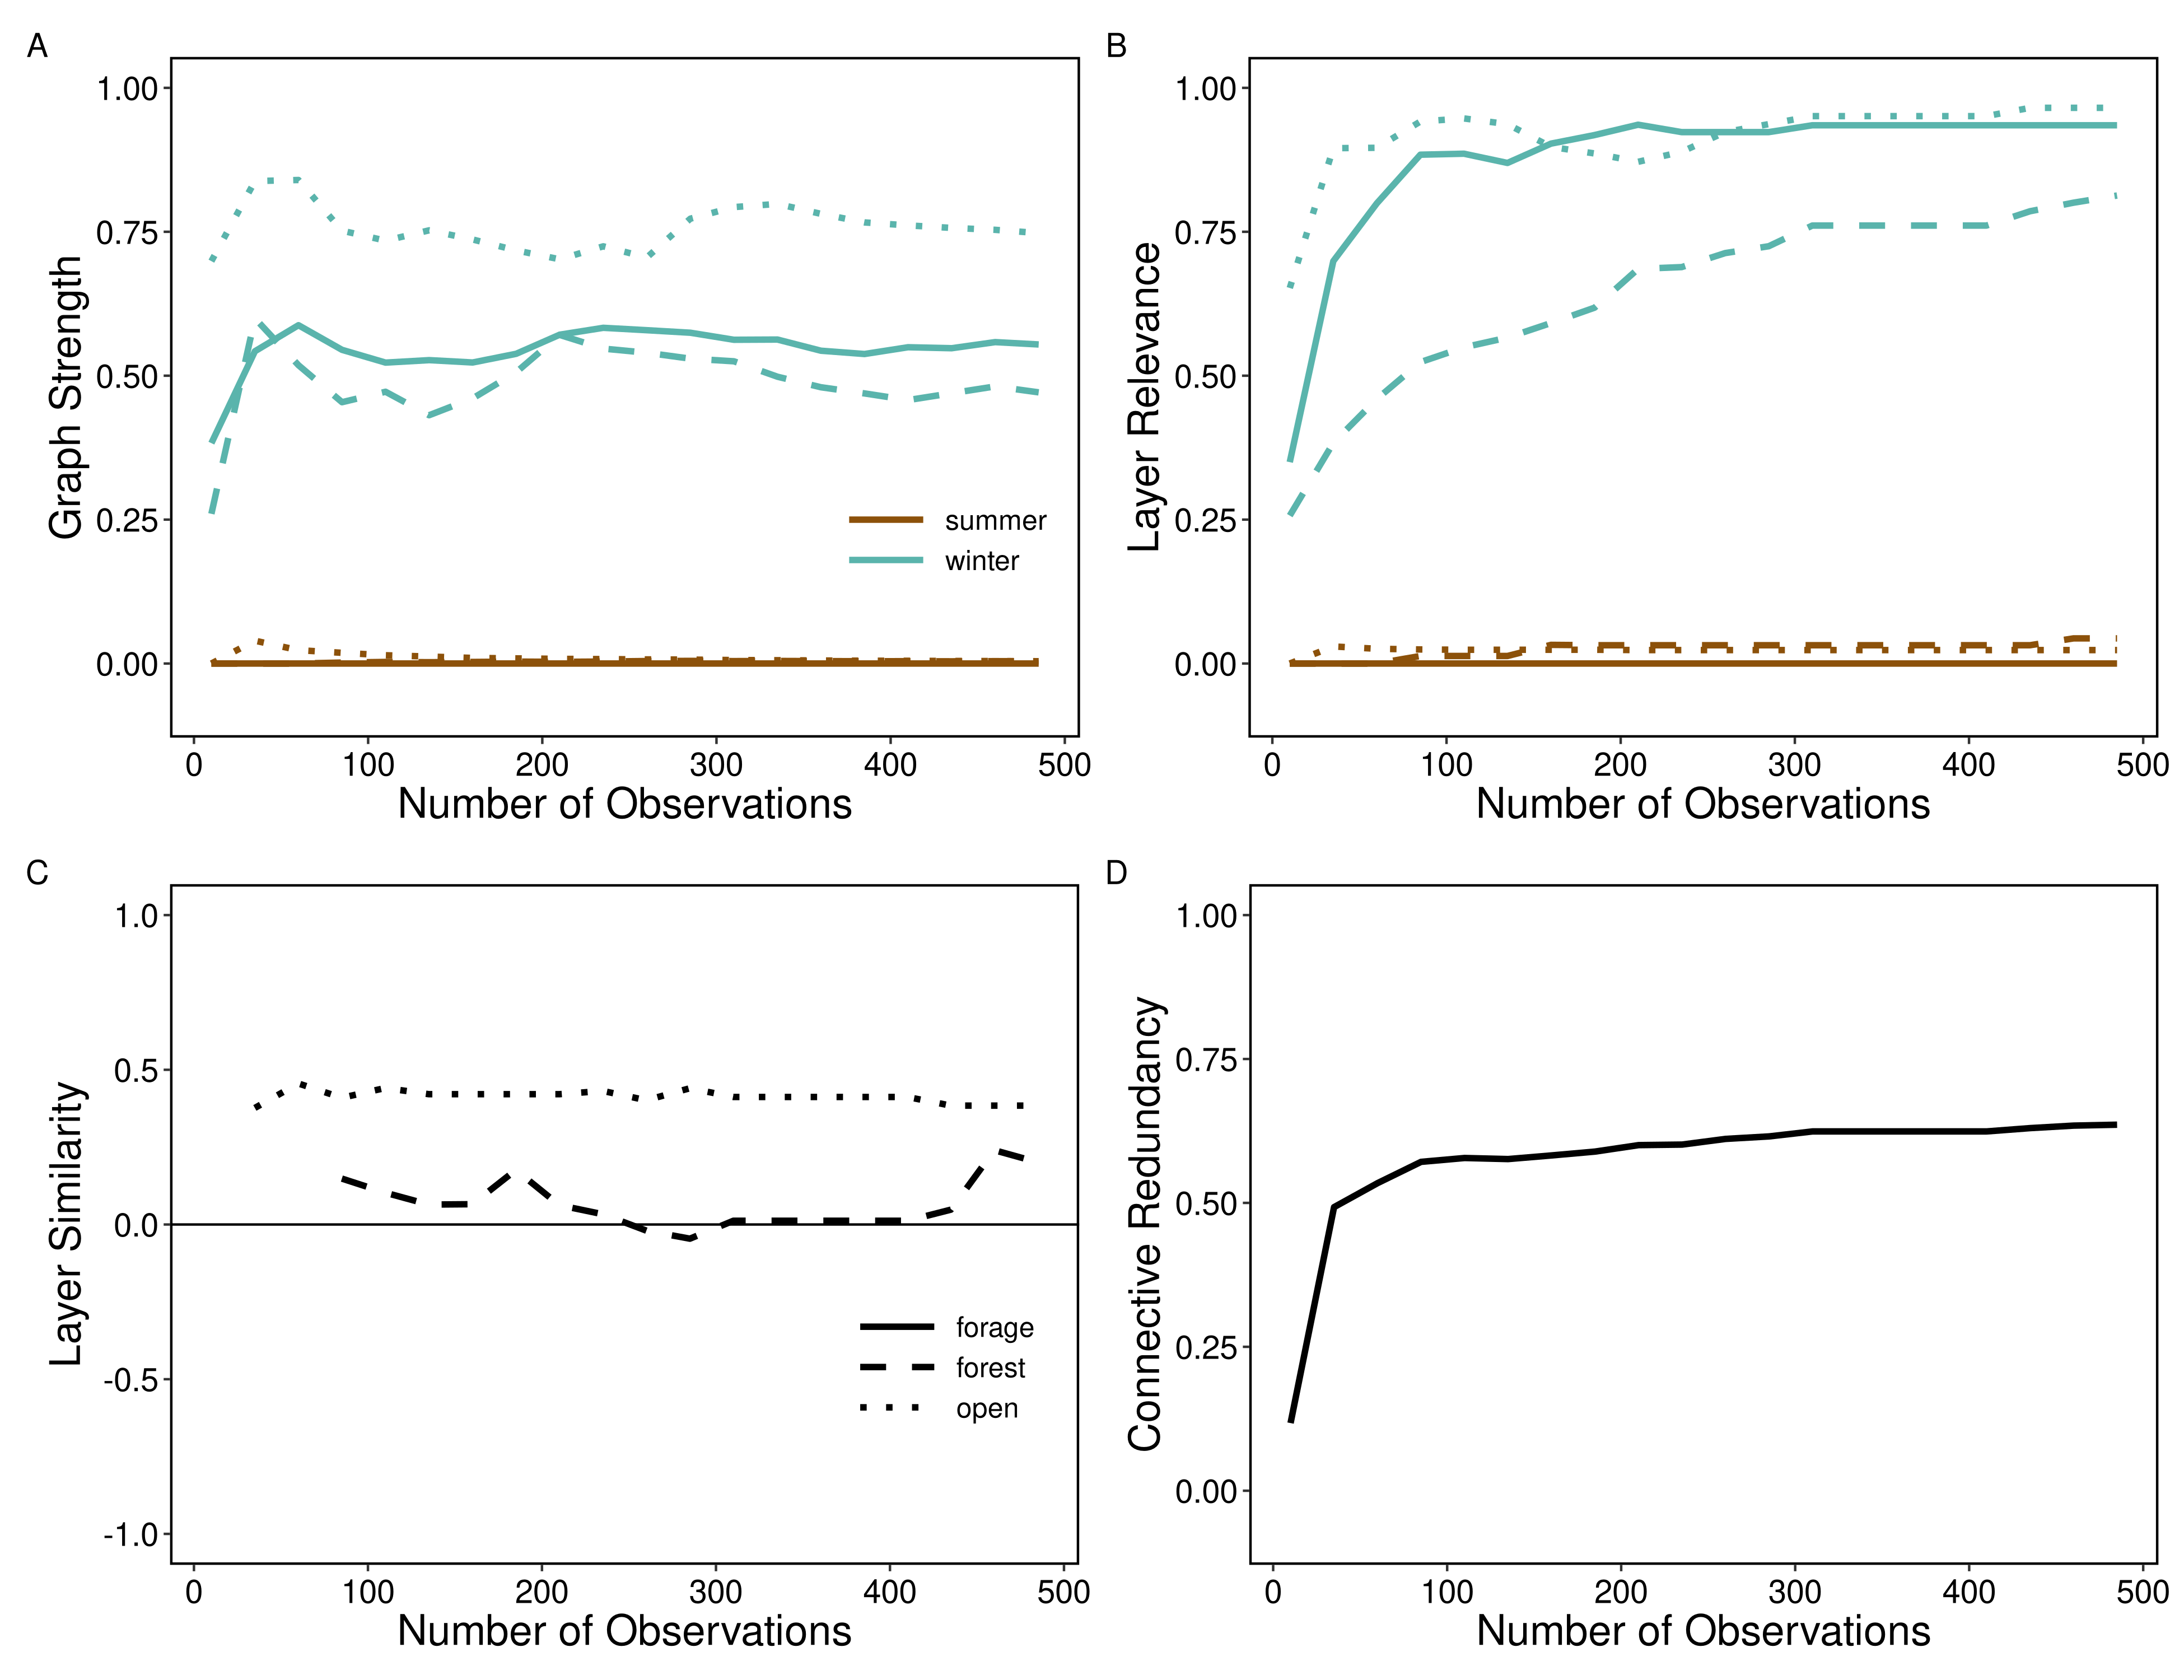 A
Graph Strength
1.00
0.75
0.50
0.25
0.00
summer
winter
0 100 200 300 400 500
Number of Observations
B
Layer Relevance
1.00
0.75
0.50
0.25
0.00
0 100 200 300 400 500
Number of Observations
C
Layer Similarity
1.0
0.5
0.0
-0.5
-1.0
forage
forest
open
0 100 200 300 400 500
Number of Observations
D
Connective Redundancy
1.00
0.75
0.50
0.25
0.00
0 100 200 300 400 500
Number of Observations